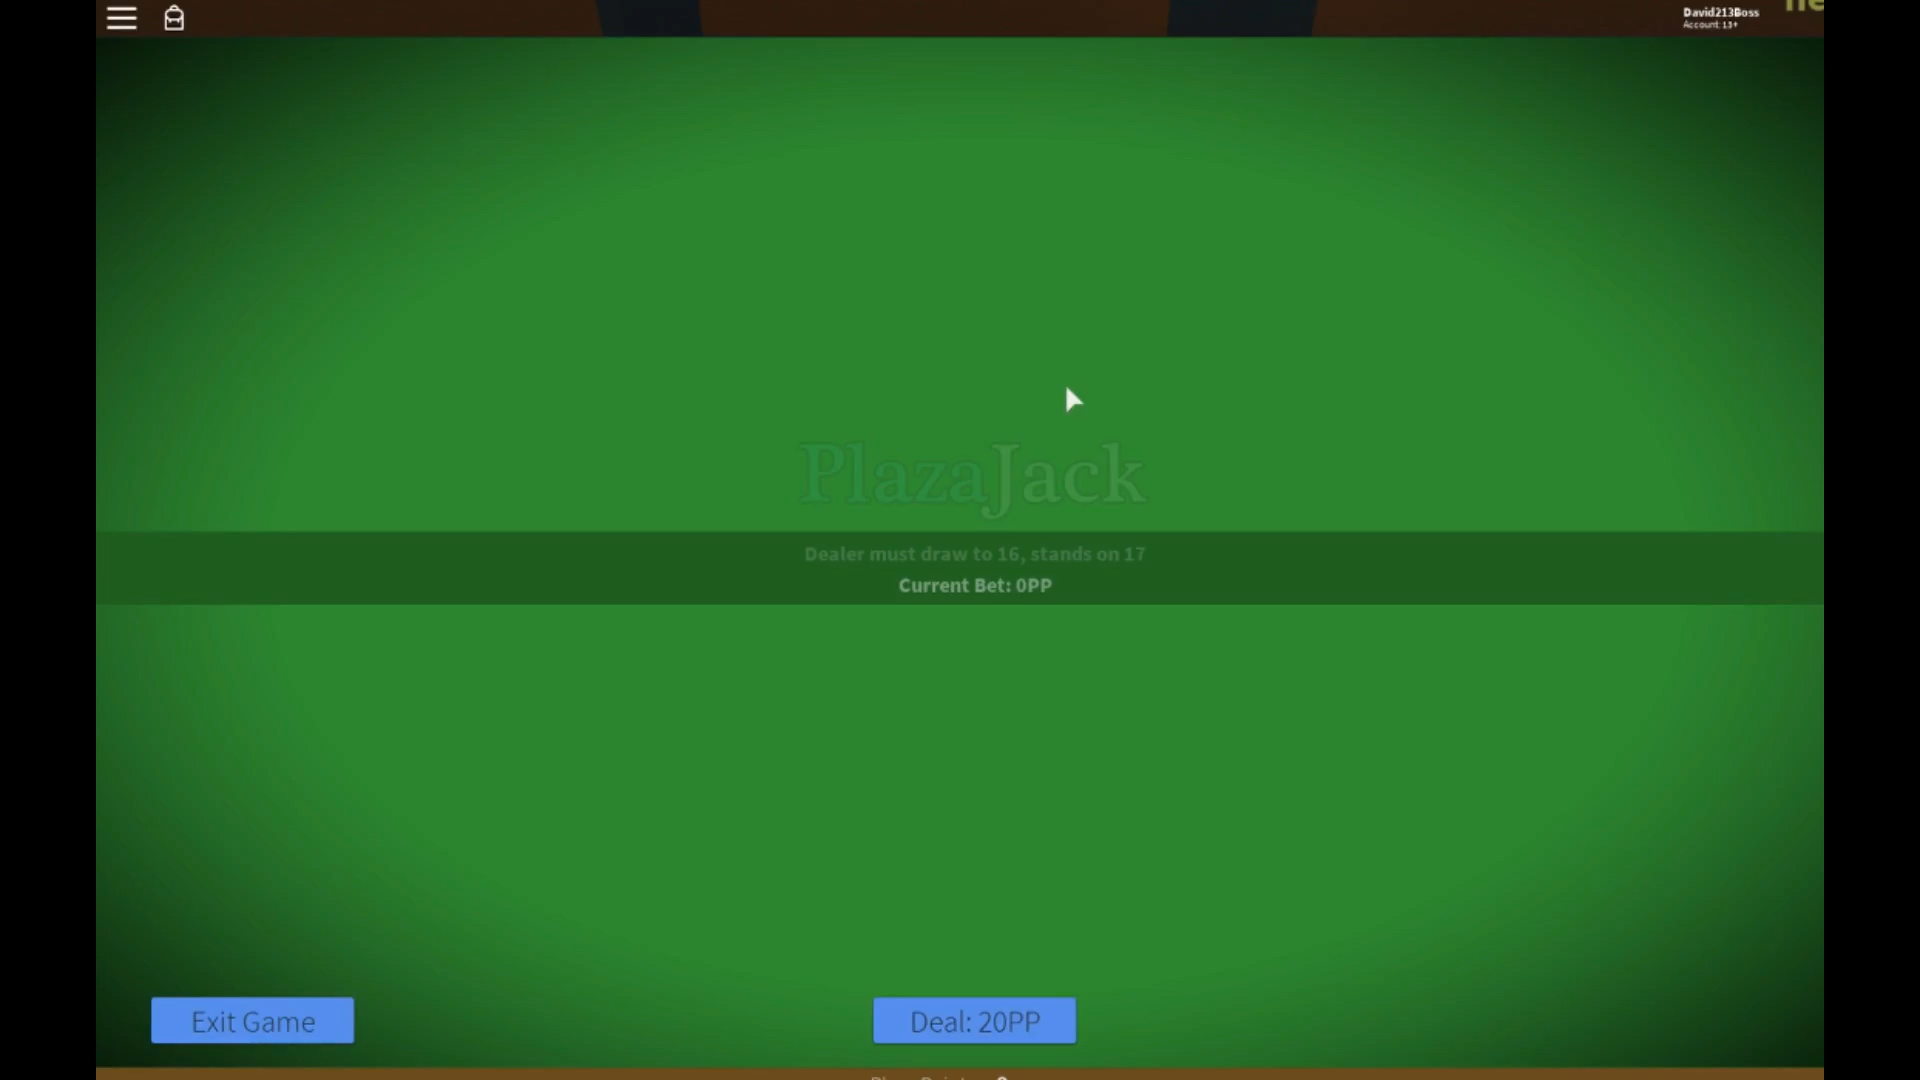 David213Boss
Account: 13+
PlazaJack
Dealer must draw to 16, stands on 17
Current Bet: 0PP
Exit Game
Deal: 20PP